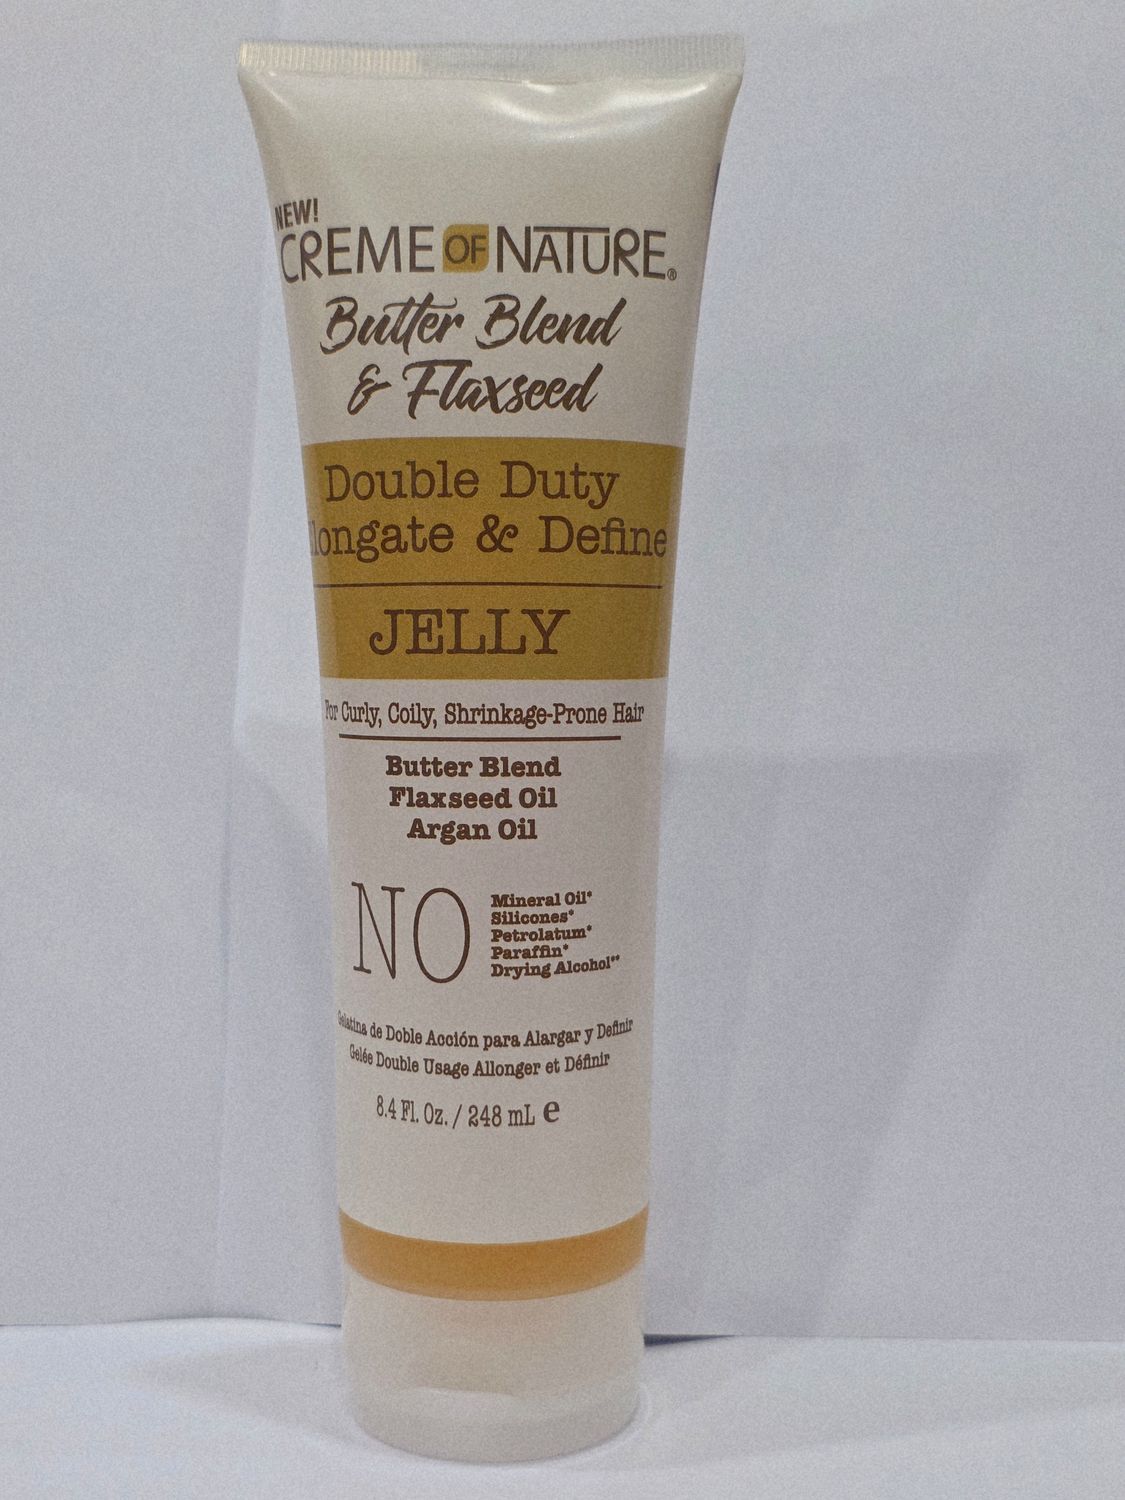 NEW!
CREME OF NATURE®
Butter Blend
& Flaxseed
Double Duty
longate & Define
JELLY
For Curly, Coily, Shrinkage-Prone Hair
Butter Blend
Flaxseed Oil
Argan Oil
NO
Mineral Oil*
Silicones*
Petrolatum*
Paraffin*
Drying Alcohol**
Gelatina de Doble Acción para Alargar y Definir
Gelée Double Usage Allonger et Définir
8.4 Fl. Oz. / 248 mL e